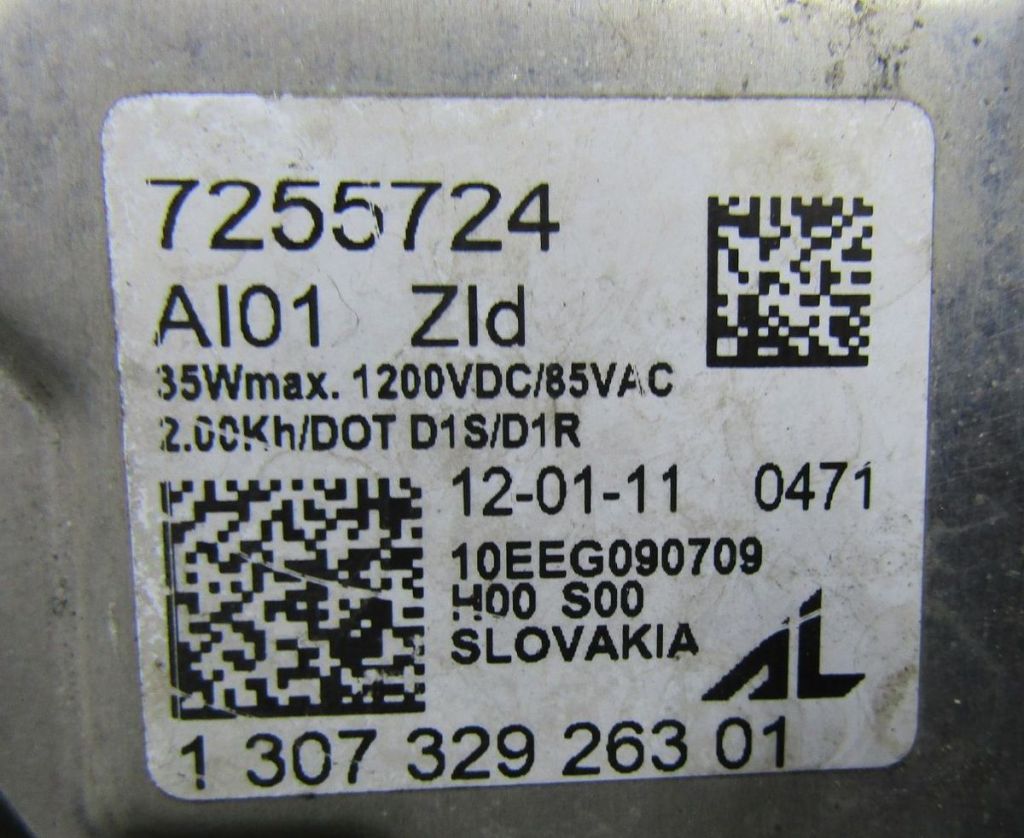 7255724
AI01 Zld
35Wmax. 1200VDC/85VAC
2.00Kh/DOT D1S/D1R
12-01-11 0471
10EEG090709
H00 S00
SLOVAKIA
AL
1 307 329 263 01